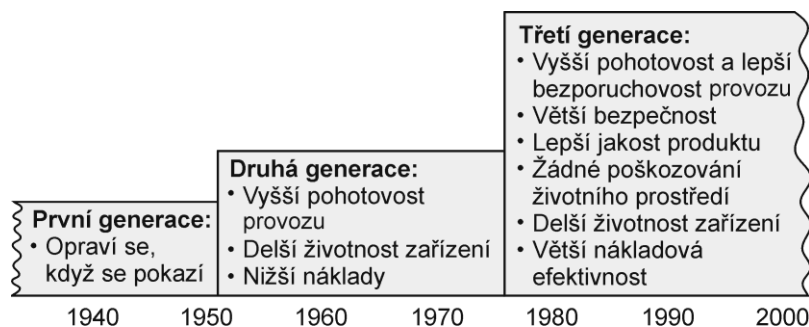 První generace:
• Opraví se,
když se pokazí
Druhá generace:
• Vyšší pohotovost
provozu
• Delší životnost zařízení
• Nižší náklady
Třetí generace:
• Vyšší pohotovost a lepší
bezporuchovost provozu
• Větší bezpečnost
• Lepší jakost produktu
• Žádné poškozování
životního prostředí
• Delší životnost zařízení
• Větší nákladová
efektivnost
1940 1950 1960 1970 1980 1990 2000